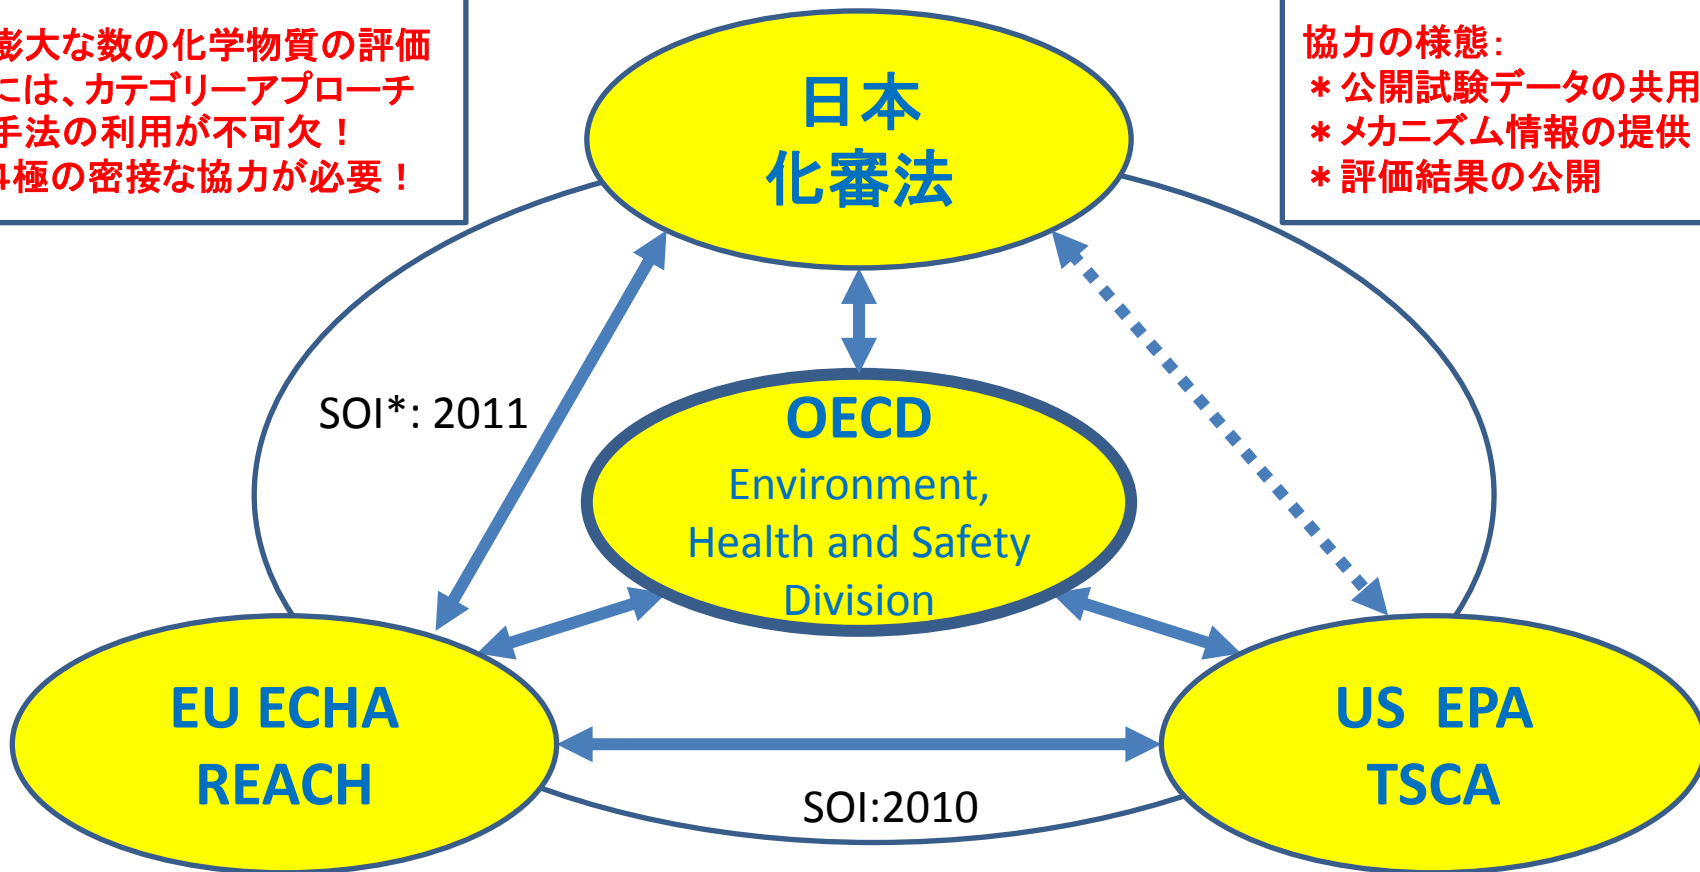 膨大な数の化学物質の評価
には、カテゴリーアプローチ
手法の利用が不可欠！
4極の密接な協力が必要！
協力の様態：
＊公開試験データの共用
＊メカニズム情報の提供
＊評価結果の公開
日本
化審法
SOI*: 2011
OECD
Environment,
Health and Safety
Division
EU ECHA
REACH
US EPA
TSCA
SOI:2010